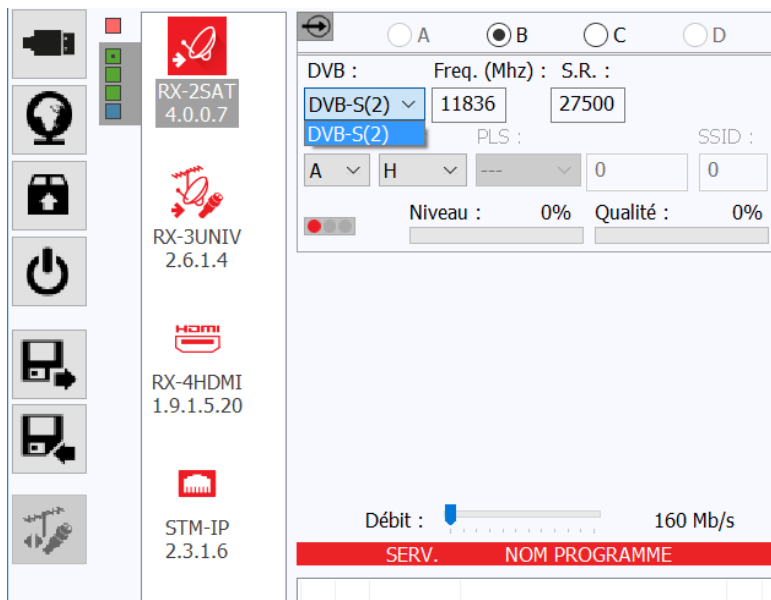 RX-2SAT
4.0.0.7
RX-3UNIV
2.6.1.4
HDMI
RX-4HDMI
1.9.1.5.20
STM-IP
2.3.1.6
A B C D
DVB : Freq. (Mhz) : S.R. :
DVB-S(2) 11836 27500
DVB-S(2) PLS : SSID :
A H --- 0 0
Niveau : 0% Qualité : 0%
Débit : 160 Mb/s
SERV. NOM PROGRAMME